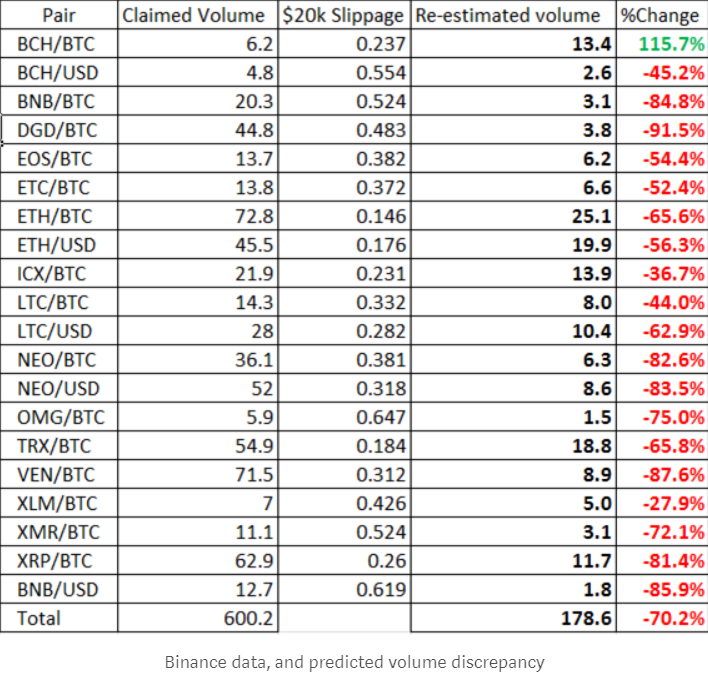 Pair Claimed Volume $20k Slippage Re-estimated volume %Change
BCH/BTC 6.2 0.237 13.4 115.7%
BCH/USD 4.8 0.554 2.6 -45.2%
BNB/BTC 20.3 0.524 3.1 -84.8%
DGD/BTC 44.8 0.483 3.8 -91.5%
EOS/BTC 13.7 0.382 6.2 -54.4%
ETC/BTC 13.8 0.372 6.6 -52.4%
ETH/BTC 72.8 0.146 25.1 -65.6%
ETH/USD 45.5 0.176 19.9 -56.3%
ICX/BTC 21.9 0.231 13.9 -36.7%
LTC/BTC 14.3 0.332 8.0 -44.0%
LTC/USD 28 0.282 10.4 -62.9%
NEO/BTC 36.1 0.381 6.3 -82.6%
NEO/USD 52 0.318 8.6 -83.5%
OMG/BTC 5.9 0.647 1.5 -75.0%
TRX/BTC 54.9 0.184 18.8 -65.8%
VEN/BTC 71.5 0.312 8.9 -87.6%
XLM/BTC 7 0.426 5.0 -27.9%
XMR/BTC 11.1 0.524 3.1 -72.1%
XRP/BTC 62.9 0.26 11.7 -81.4%
BNB/USD 12.7 0.619 1.8 -85.9%
Total 600.2 178.6 -70.2%
Binance data, and predicted volume discrepancy